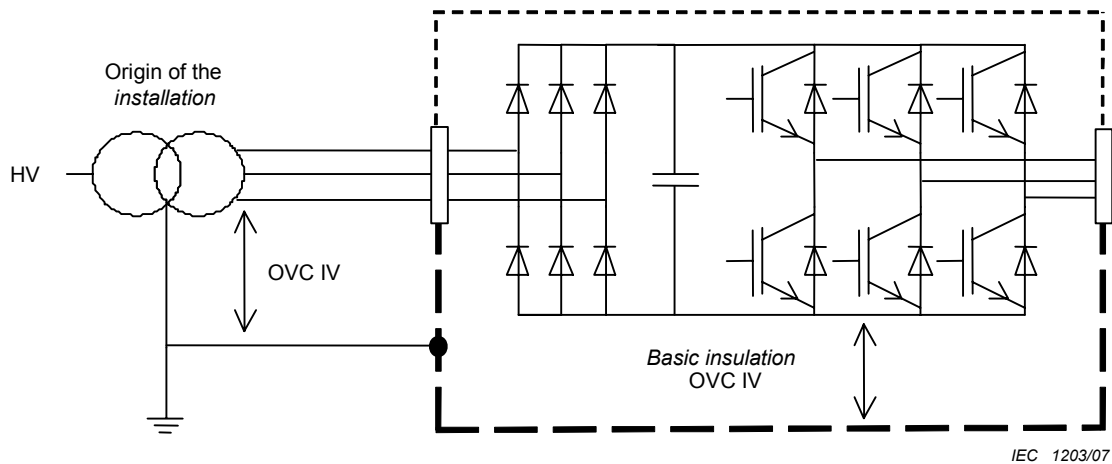 Origin of the
installation
HV
OVC IV
Basic insulation
OVC IV
IEC 1203/07